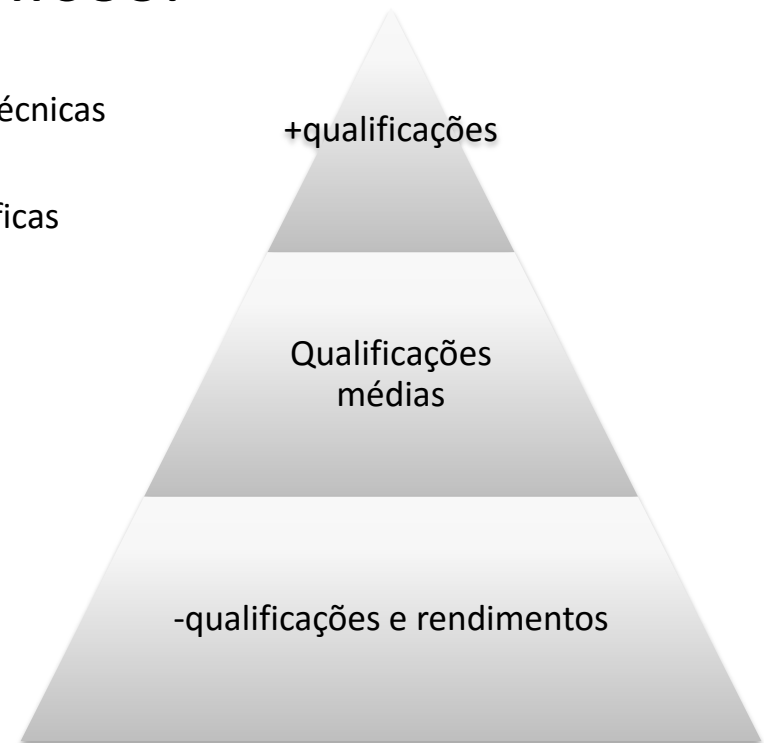 écnicas
ficas
+qualificações
Qualificações
médias
-qualificações e rendimentos